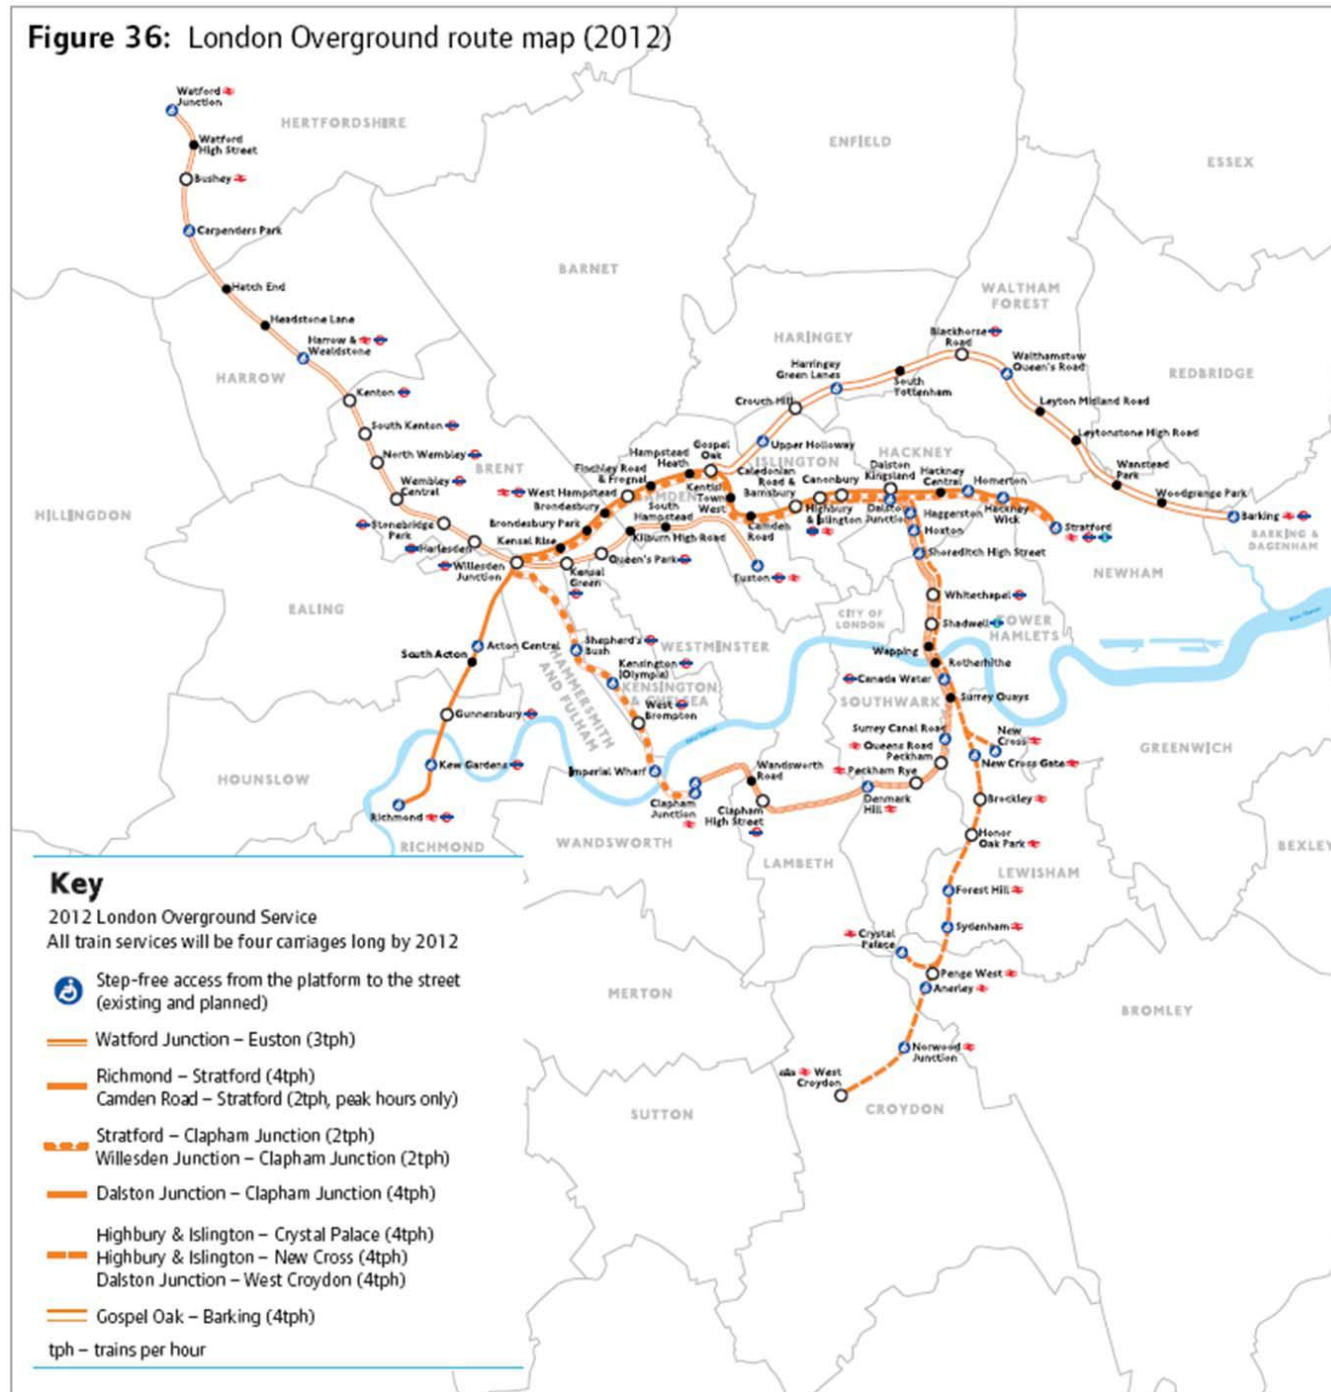 Figure 36: London Overground route map (2012)
Watford
Junction
HERTFORDSHIRE
Watford
High Street
Bushey
Carpenders Park
Hatch End
Headstone Lane
Harrow &
Wealdstone
HARROW
Kenton
South Kenton
North Wembley
Wembley
Central
BRENT
Stonebridge
Park
Harlesden
Willesden
Junction
HILLINGDON
EALING
ENFIELD
ESSEX
BARNET
WALTHAM
FOREST
HARINGEY
Blackhorse
Road
Harringey
Green Lanes
South
Tottenham
Walthamstow
Queen's Road
REDBRIDGE
Crouch Hill
Leyton Midland Road
Leytonstone High Road
Upper Holloway
Wanstead
Park
Woodgrange Park
Barking
BARKING &
DAGENHAM
Gospel
Oak
Hampstead
Heath
Finchley Road
& Frognal
West Hampstead
CAMDEN
Brondesbury
Brondesbury Park
Kensal Rise
South
Hampstead
Kilburn High Road
Queen's Park
Kensal
Green
Euston
Kentish
Town
West
Camden
Road
Caledonian
Road &
Barnsbury
ISLINGTON
Canonbury
Highbury
& Islington
HACKNEY
Dalston
Kingsland
Hackney
Central
Homerton
Dalston
Junction
Haggerston
Hackney
Wick
Hoxton
Stratford
Shoreditch High Street
NEWHAM
Whitechapel
CITY OF
LONDON
Shadwell
TOWER
HAMLETS
Wapping
Rotherhithe
Canada Water
SOUTHWARK
Surrey Quays
Surrey Canal Road
New
Cross
New Cross Gate
Queens Road
Peckham
Peckham Rye
Denmark
Hill
GREENWICH
Brockley
Honor
Oak Park
LEWISHAM
BEXLEY
Forest Hill
Sydenham
Crystal
Palace
Penge West
Anerley
BROMLEY
Norwood
Junction
West
Croydon
CROYDON
South Acton
Acton Central
Shepherd's
Bush
WESTMINSTER
Kensington
(Olympia)
KENSINGTON
& CHELSEA
HAMMERSMITH
AND FULHAM
West
Brompton
Gunnersbury
Kew Gardens
HOUNSLOW
Richmond
RICHMOND
Imperial Wharf
Clapham
Junction
Wandsworth
Road
Clapham
High Street
WANDSWORTH
LAMBETH
MERTON
SUTTON
Key
2012 London Overground Service
All train services will be four carriages long by 2012
Step-free access from the platform to the street
(existing and planned)
Watford Junction – Euston (3tph)
Richmond – Stratford (4tph)
Camden Road – Stratford (2tph, peak hours only)
Stratford – Clapham Junction (2tph)
Willesden Junction – Clapham Junction (2tph)
Dalston Junction – Clapham Junction (4tph)
Highbury & Islington – Crystal Palace (4tph)
Highbury & Islington – New Cross (4tph)
Dalston Junction – West Croydon (4tph)
Gospel Oak – Barking (4tph)
tph – trains per hour